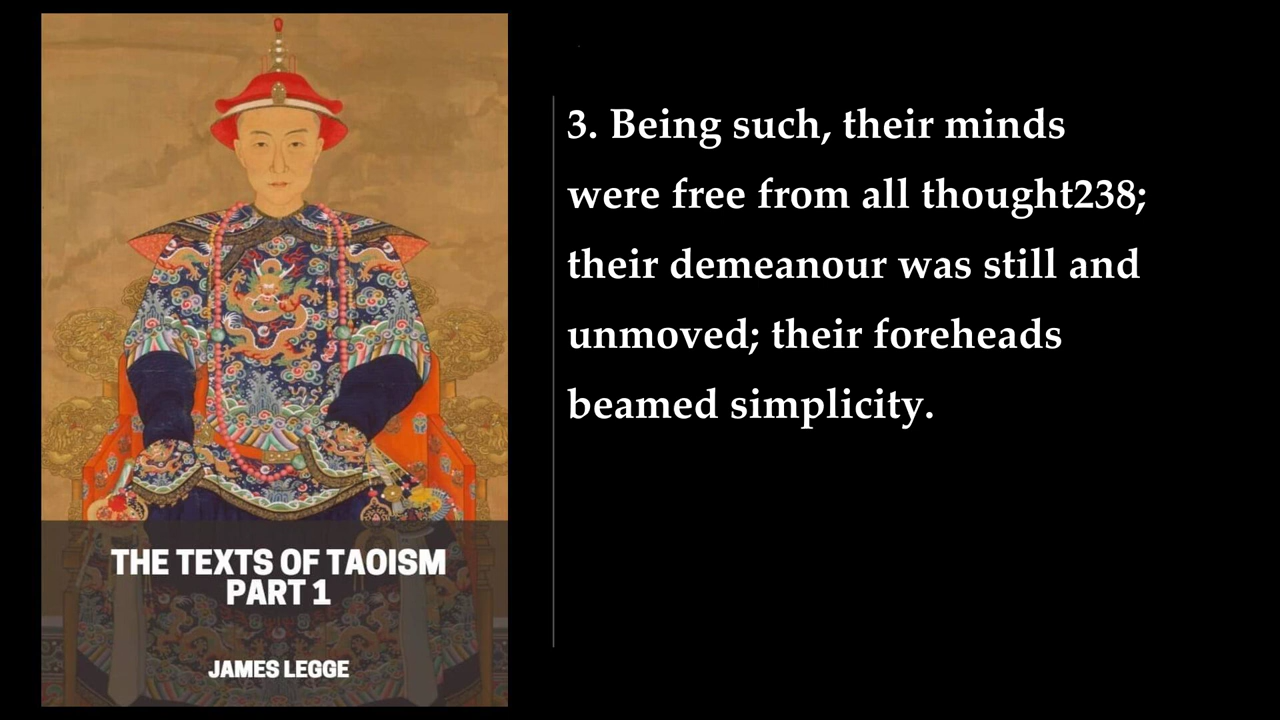 THE TEXTS OF TAOISM
PART 1
JAMES LEGGE
3. Being such, their minds
were free from all thought238;
their demeanour was still and
unmoved; their foreheads
beamed simplicity.